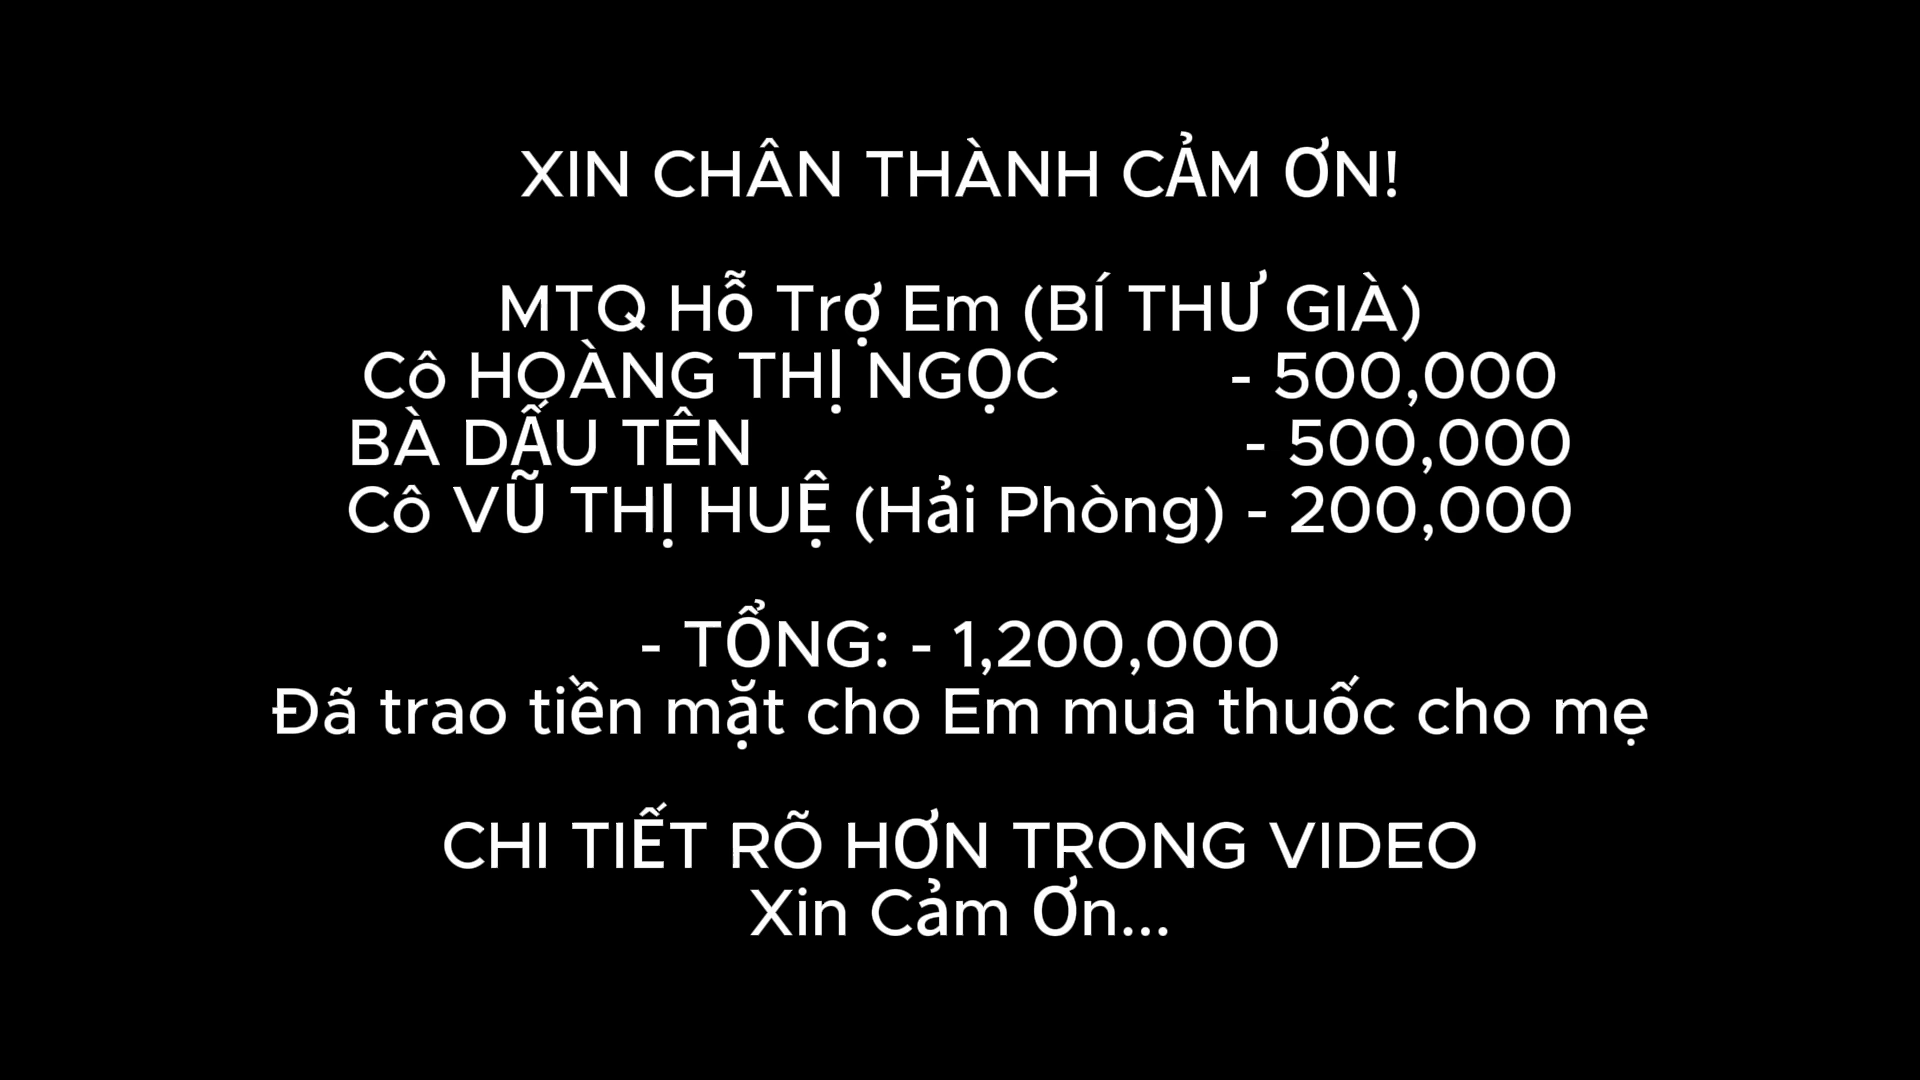 XIN CHÂN THÀNH CẢM ƠN!
MTQ Hỗ Trợ Em (BÍ THƯ GIÀ)
Cô HOÀNG THỊ NGỌC - 500,000
BÀ DẤU TÊN - 500,000
Cô VŨ THỊ HUỆ (Hải Phòng) - 200,000
- TỔNG: - 1,200,000
Đã trao tiền mặt cho Em mua thuốc cho mẹ
CHI TIẾT RÕ HƠN TRONG VIDEO
Xin Cảm Ơn...